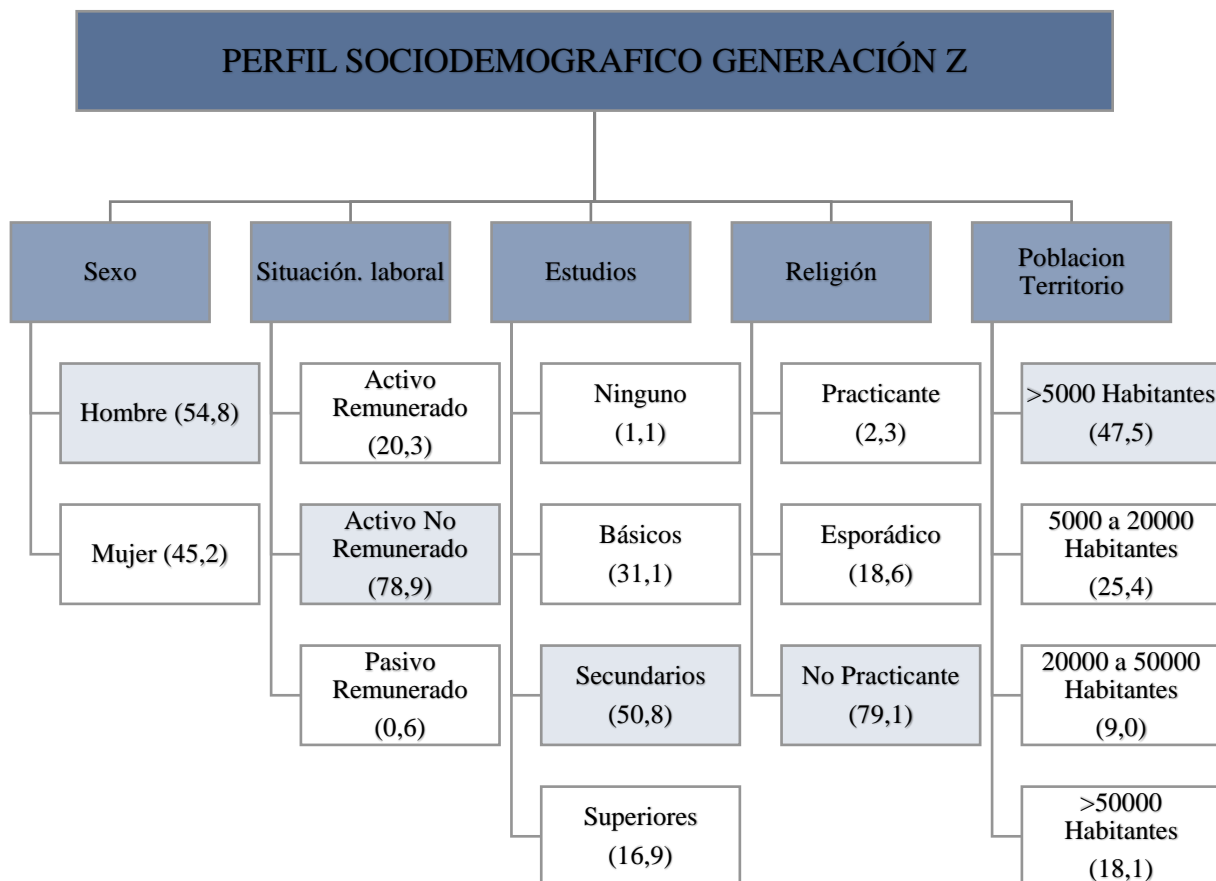 PERFIL SOCIODEMOGRAFICO GENERACIÓN Z
Sexo
Hombre (54,8)
Mujer (45,2)
Situación. laboral
Activo
Remunerado
(20,3)
Activo No
Remunerado
(78,9)
Pasivo
Remunerado
(0,6)
Estudios
Ninguno
(1,1)
Básicos
(31,1)
Secundarios
(50,8)
Superiores
(16,9)
Religión
Practicante
(2,3)
Esporádico
(18,6)
No Practicante
(79,1)
Poblacion
Territorio
>5000 Habitantes
(47,5)
5000 a 20000
Habitantes
(25,4)
20000 a 50000
Habitantes
(9,0)
>50000
Habitantes
(18,1)